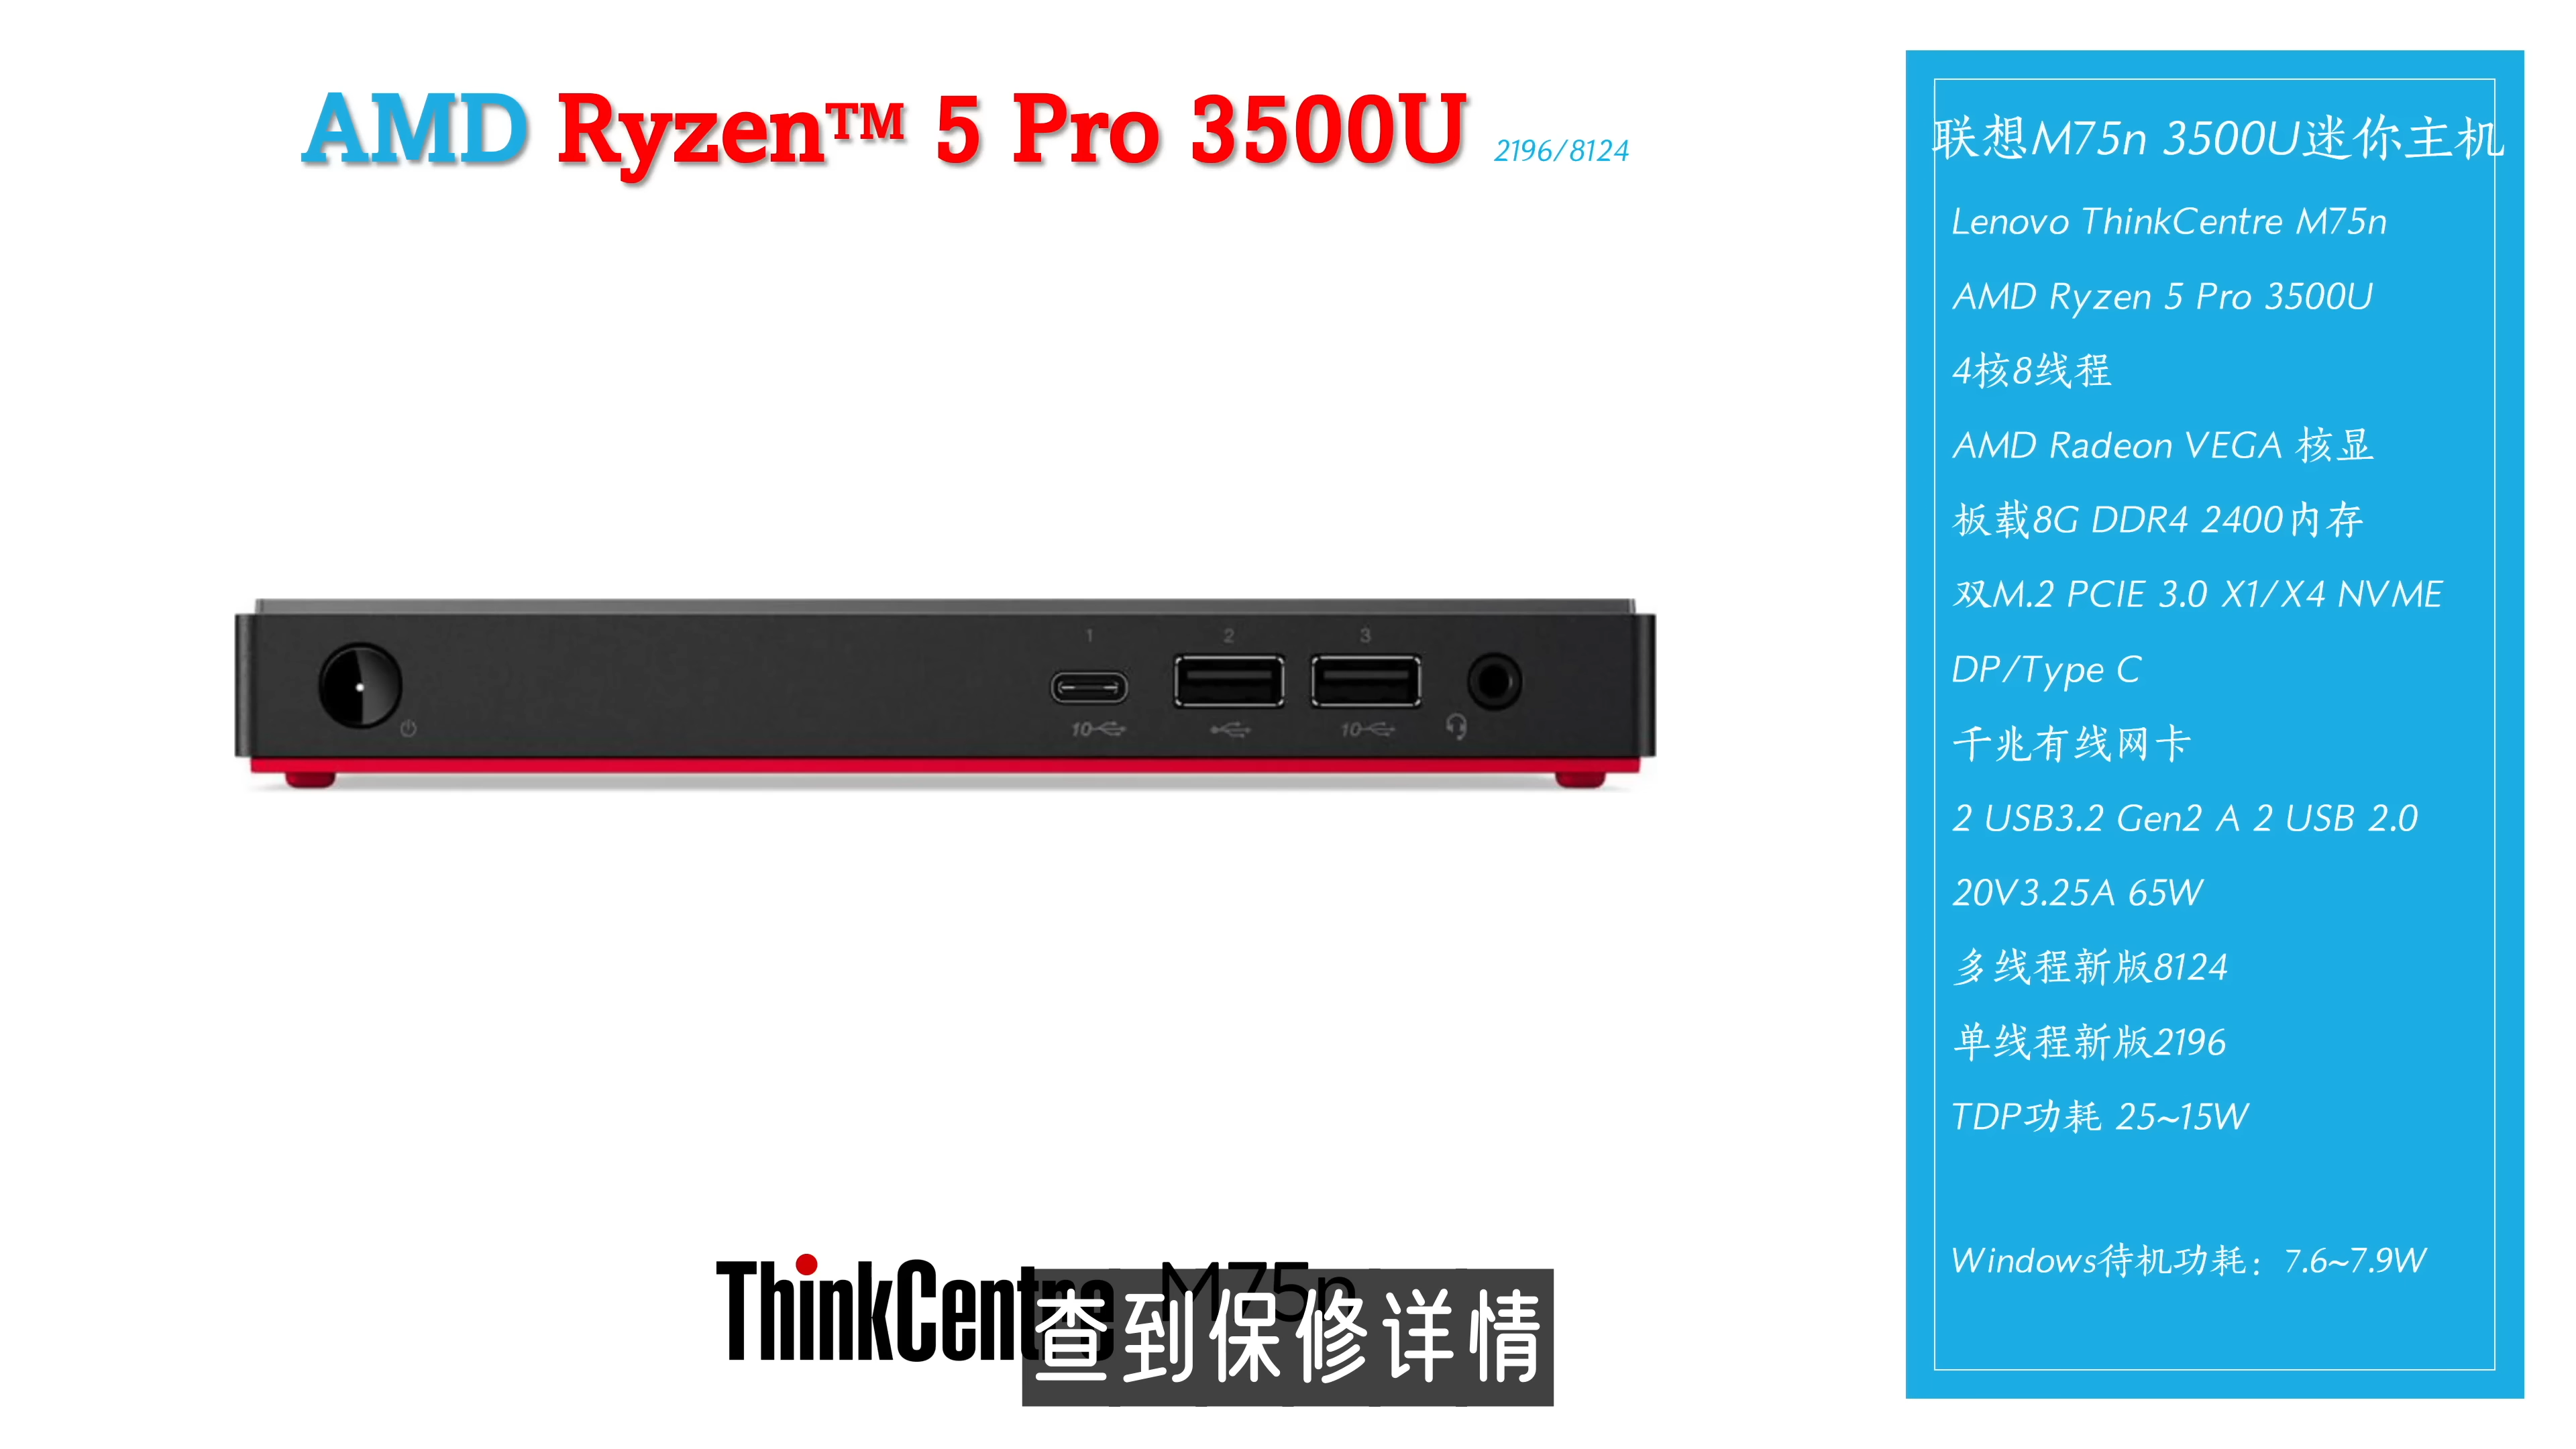 AMD Ryzen™ 5 Pro 3500U 2196/8124
1 2 3
10 10
ThinkCentre M75n
查到保修详情
联想M75n 3500U迷你主机
Lenovo ThinkCentre M75n
AMD Ryzen 5 Pro 3500U
4核8线程
AMD Radeon VEGA 核显
板载8G DDR4 2400内存
双M.2 PCIE 3.0 X1/X4 NVME
DP/Type C
千兆有线网卡
2 USB3.2 Gen2 A 2 USB 2.0
20V3.25A 65W
多线程新版8124
单线程新版2196
TDP功耗 25~15W
Windows待机功耗：7.6~7.9W